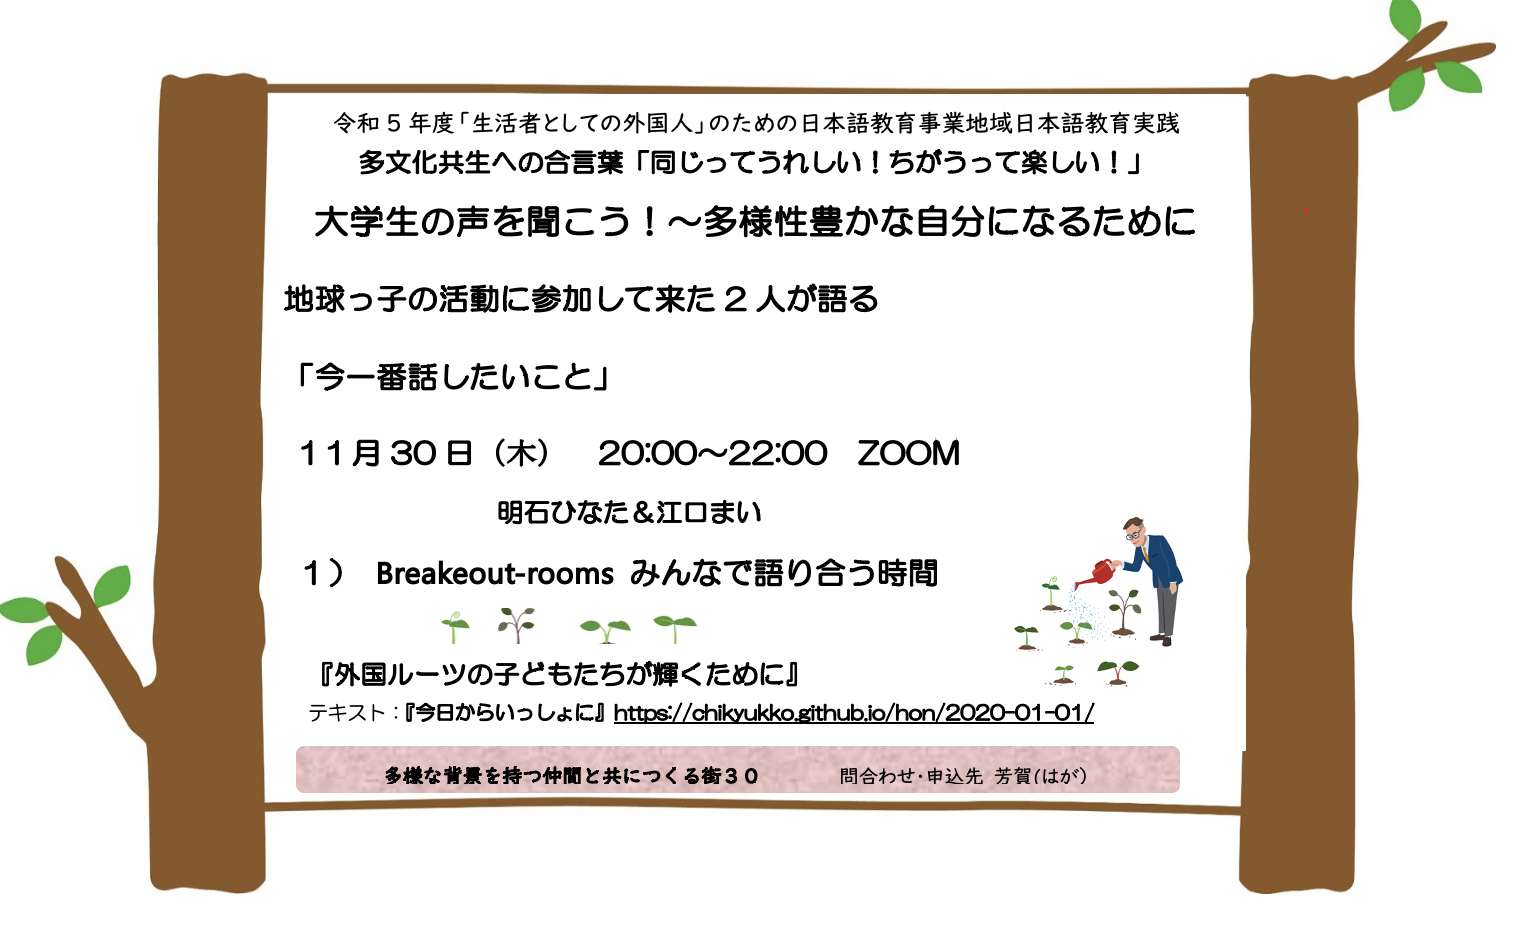 令和５年度「生活者としての外国人」のための日本語教育事業地域日本語教育実践
多文化共生への合言葉「同じってうれしい！ちがうって楽しい！」
大学生の声を聞こう！～多様性豊かな自分になるために
地球っ子の活動に参加して来た２人が語る
「今一番話したいこと」
１１月30日（木）　20:00～22:00　ZOOM
明石ひなた＆江口まい
１）　Breakeout-rooms みんなで語り合う時間
『外国ルーツの子どもたちが輝くために』
テキスト：『今日からいっしょに』https://chikyukko.github.io/hon/2020-01-01/
多様な背景を持つ仲間と共につくる街３０　　　問合わせ・申込先 芳賀(はが)